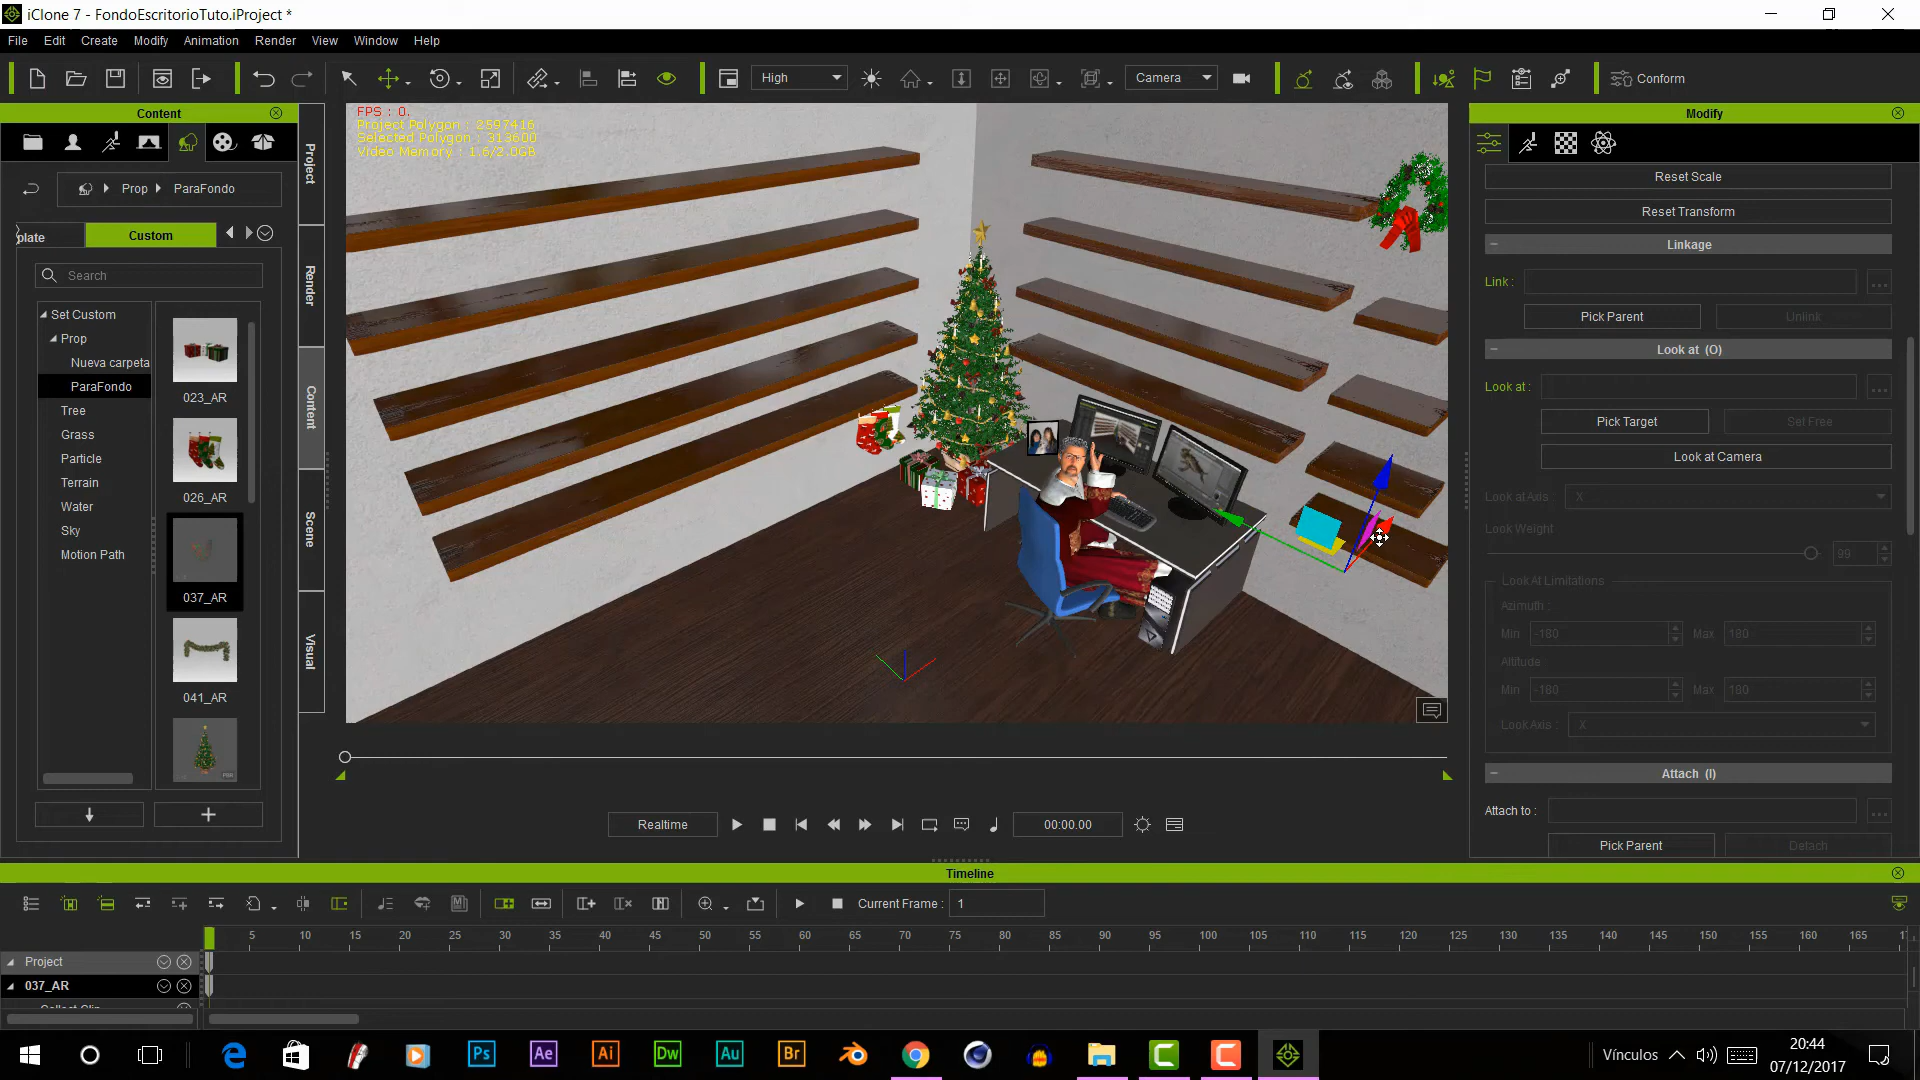 iClone 7 - FondoEscritorioTuto.iProject *
File Edit Create Modify Animation Render View Window Help
High
Camera
Conform
Content
Prop ParaFondo
plate
Custom
Search
Set Custom
Prop
Nueva carpeta
ParaFondo
Tree
Grass
Particle
Terrain
Water
Sky
Motion Path
023_AR
026_AR
037_AR
041_AR
Project
Render
Content
Scene
Visual
FPS : 0.
Project Polygon : 2597416
Selected Polygon : 313600
Video Memory : 1.6/2.0GB
Modify
Reset Scale
Reset Transform
Linkage
Link :
Pick Parent
Unlink
Look at (O)
Look at :
Pick Target
Set Free
Look at Camera
Look at Axis X
Look Weight
99
Look At Limitations
Azimuth :
Min -180 Max 180
Altitude
Min -180 Max 180
Look Axis : X
Attach (I)
Attach to :
Pick Parent
Detach
Realtime
00:00.00
Timeline
Current Frame : 1
5 10 15 20 25 30 35 40 45 50 55 60 65 70 75 80 85 90 95 100 105 110 115 120 125 130 135 140 145 150 155 160 165
Project
037_AR
Collect Clip
Ps Ae Ai Dw Au Br
Vínculos
20:44
07/12/2017